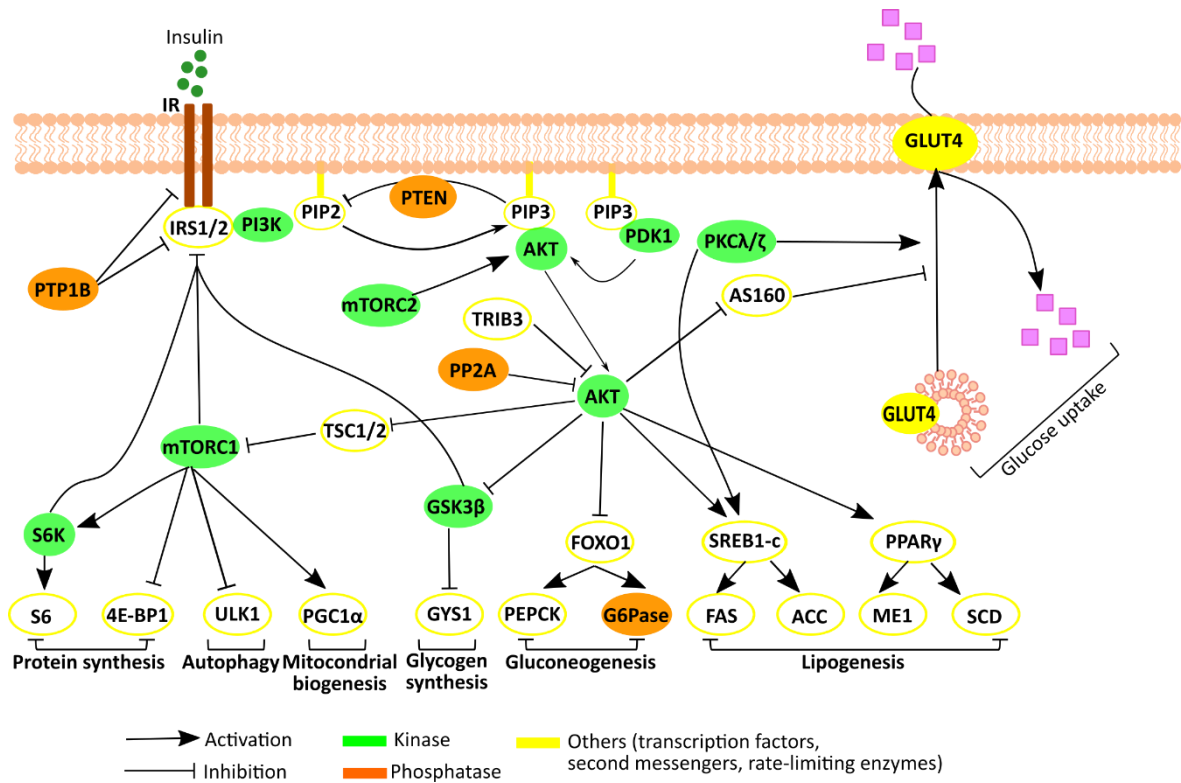 Insulin
IR
GLUT4
PTEN
PIP2
PIP3
PIP3
IRS1/2
PI3K
PDK1
PKCλ/ζ
AKT
PTP1B
mTORC2
AS160
TRIB3
PP2A
AKT
GLUT4
TSC1/2
mTORC1
Glucose uptake
GSK3β
S6K
FOXO1
SREB1-c
PPARγ
S6
4E-BP1
ULK1
PGC1α
GYS1
PEPCK
G6Pase
FAS
ACC
ME1
SCD
Protein synthesis
Autophagy
Mitocondrial
biogenesis
Glycogen
synthesis
Gluconeogenesis
Lipogenesis
Activation
Kinase
Others (transcription factors,
second messengers, rate-limiting enzymes)
Inhibition
Phosphatase